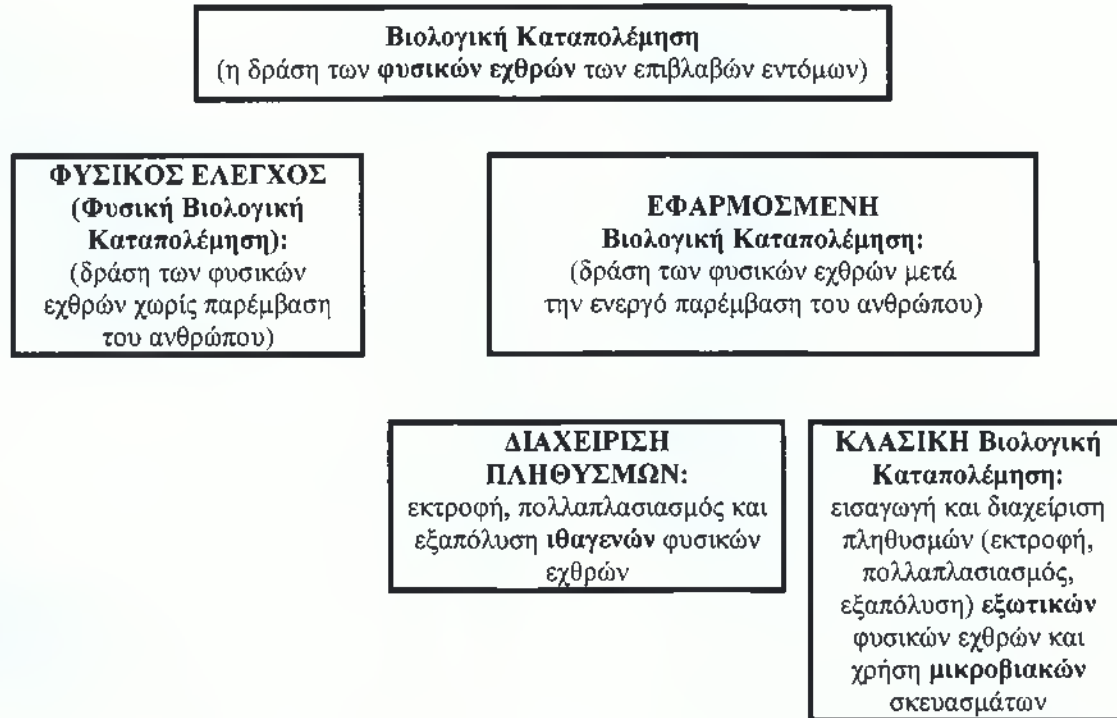 Βιολογική Καταπολέμηση
(η δράση των φυσικών εχθρών των επιβλαβών εντόμων)
ΦΥΣΙΚΟΣ ΕΛΕΓΧΟΣ
(Φυσική Βιολογική
Καταπολέμηση):
(δράση των φυσικών
εχθρών χωρίς παρέμβαση
του ανθρώπου)
ΕΦΑΡΜΟΣΜΕΝΗ
Βιολογική Καταπολέμηση:
(δράση των φυσικών εχθρών μετά
την ενεργό παρέμβαση του ανθρώπου)
ΔΙΑΧΕΙΡΙΣΗ
ΠΛΗΘΥΣΜΩΝ:
εκτροφή, πολλαπλασιασμός και
εξαπόλυση ιθαγενών φυσικών
εχθρών
ΚΛΑΣΙΚΗ Βιολογική
Καταπολέμηση:
εισαγωγή και διαχείριση
πληθυσμών (εκτροφή,
πολλαπλασιασμός,
εξαπόλυση) εξωτικών
φυσικών εχθρών και
χρήση μικροβιακών
σκευασμάτων